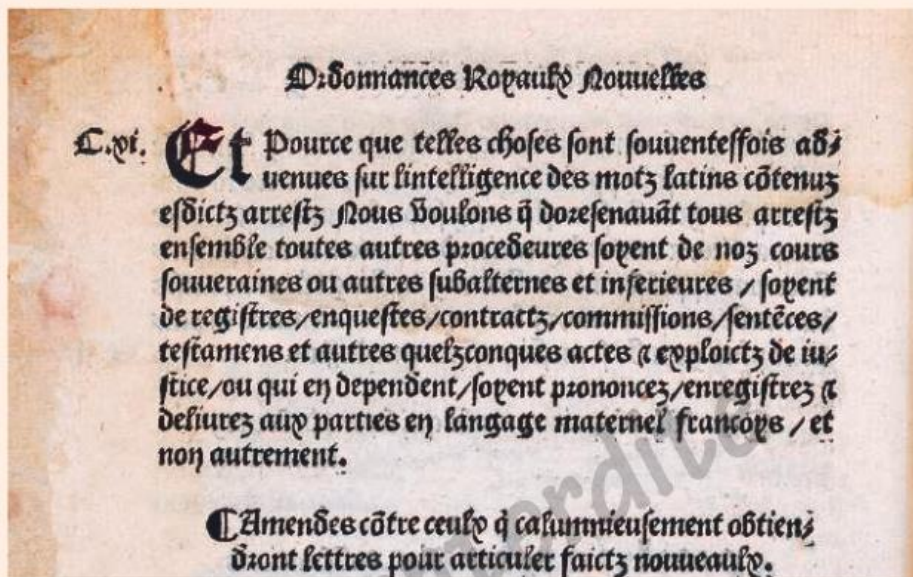 Ordonnances Royaulx Nouuelles
C.xi. Et Pource que telles choses sont souuenteffois ad⸗
uenues sur lintelligence des motz latins cõtenuz
esdictz arrestz Nous voulons q̃ doresenauãt tous arrestz
ensemble toutes autres procedeures soyent de noz cours
souueraines ou autres subalternes et inferieures / soyent
de registres/enquestes/contractz/commissions/sentẽces/
testamens et autres quelzconques actes ⁊ exploictz de iu⸗
stice/ou qui en dependent/soyent prononcez/enregistrez ⁊
deliurez aux parties en langage maternel francoys / et
non autrement.
¶Amendes cõtre ceulx q̃ calumnieusement obtien⸗
dront lettres pour articuler faictz nouueaulx.